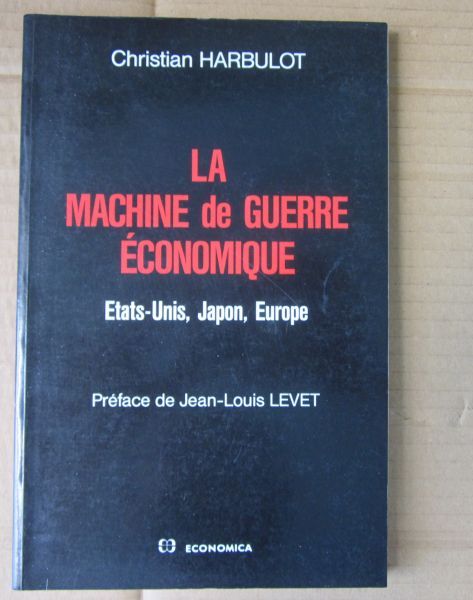 Christian HARBULOT
LA
MACHINE de GUERRE
ÉCONOMIQUE
Etats-Unis, Japon, Europe
Préface de Jean-Louis LEVET
ECONOMICA